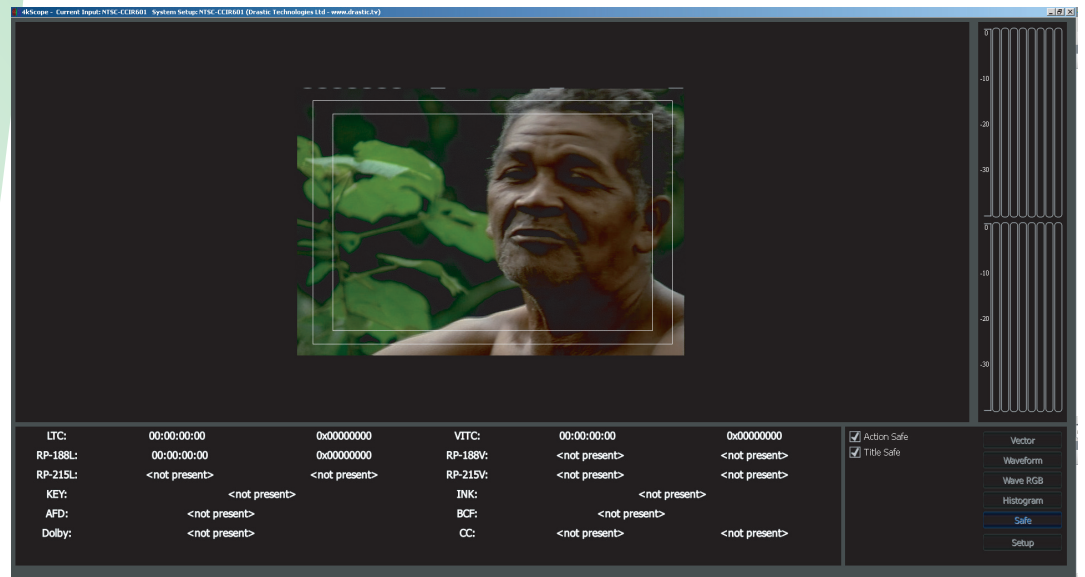 4kScope - Current Input: NTSC-CCIR601 System Setup: NTSC-CCIR601 (Drastic Technologies Ltd - www.drastic.tv)
0
-10
-20
-30
0
-10
-20
-30
LTC: 00:00:00:00 0x00000000 VITC: 00:00:00:00 0x00000000
RP-188L: 00:00:00:00 0x00000000 RP-188V: <not present> <not present>
RP-215L: <not present> <not present> RP-215V: <not present> <not present>
KEY: <not present> INK: <not present>
AFD: <not present> BCF: <not present>
Dolby: <not present> CC: <not present> <not present>
Action Safe
Title Safe
Vector
Waveform
Wave RGB
Histogram
Safe
Setup